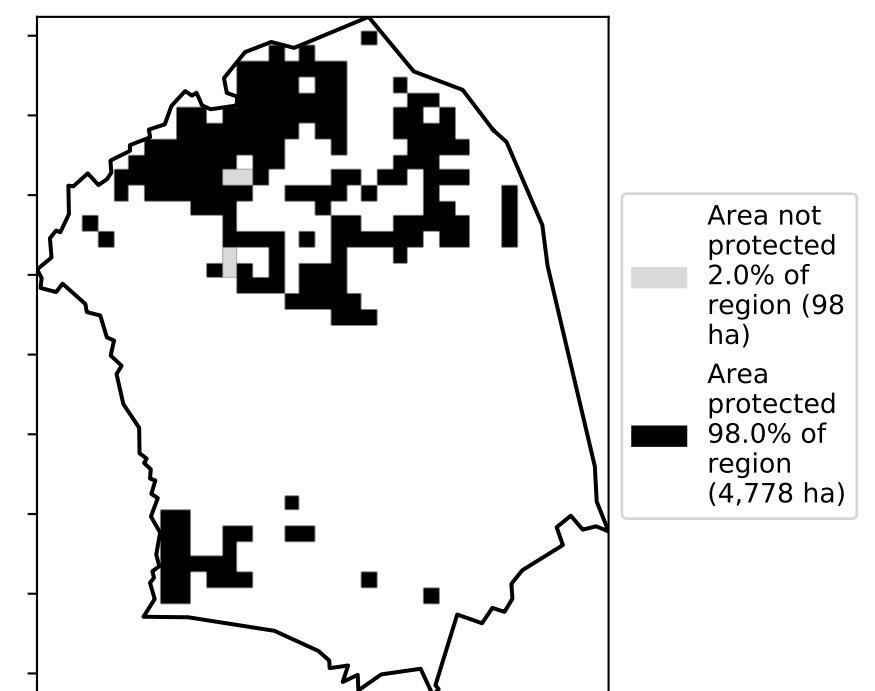 Area not
protected
2.0% of
region (98
ha)
Area
protected
98.0% of
region
(4,778 ha)